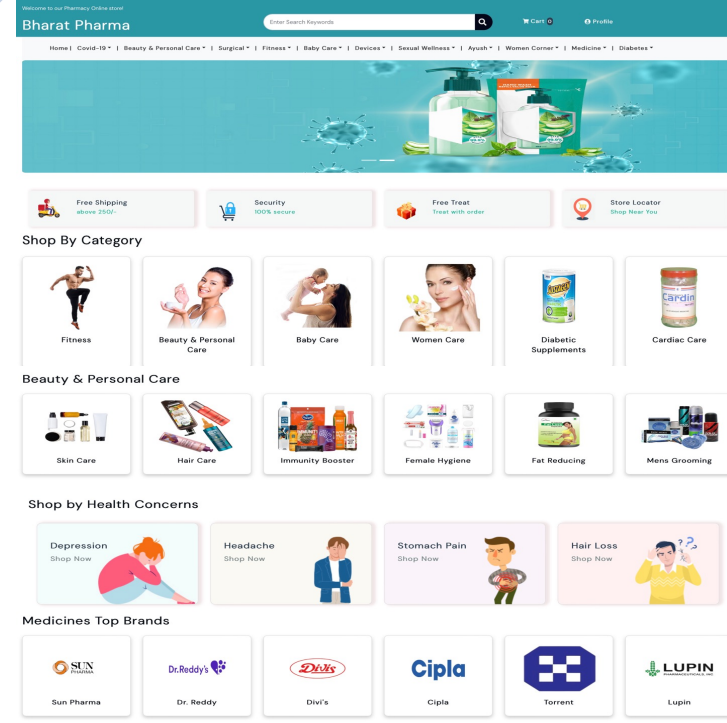 Welcome to our Pharmacy Online store!
Bharat Pharma
Enter Search Keywords
Cart 0
Profile
Home | Covid-19 | Beauty & Personal Care | Surgical | Fitness | Baby Care | Devices | Sexual Wellness | Ayush | Women Corner | Medicine | Diabetes
Free Shipping
above 250/-
Security
100% secure
Free Treat
Treat with order
Store Locator
Shop Near You
Shop By Category
Cardin
Fitness
Beauty & Personal
Care
Baby Care
Women Care
Diabetic
Supplements
Cardiac Care
Beauty & Personal Care
Skin Care
Hair Care
Immunity Booster
Female Hygiene
Fat Reducing
Mens Grooming
Shop by Health Concerns
Depression
Shop Now
Headache
Shop Now
Stomach Pain
Shop Now
Hair Loss
Shop Now
??
Medicines Top Brands
SUN
PHARMA
Dr.Reddy's
Divis
Cipla
LUPIN
PHARMACEUTICALS, INC.
Sun Pharma
Dr. Reddy
Divi's
Cipla
Torrent
Lupin